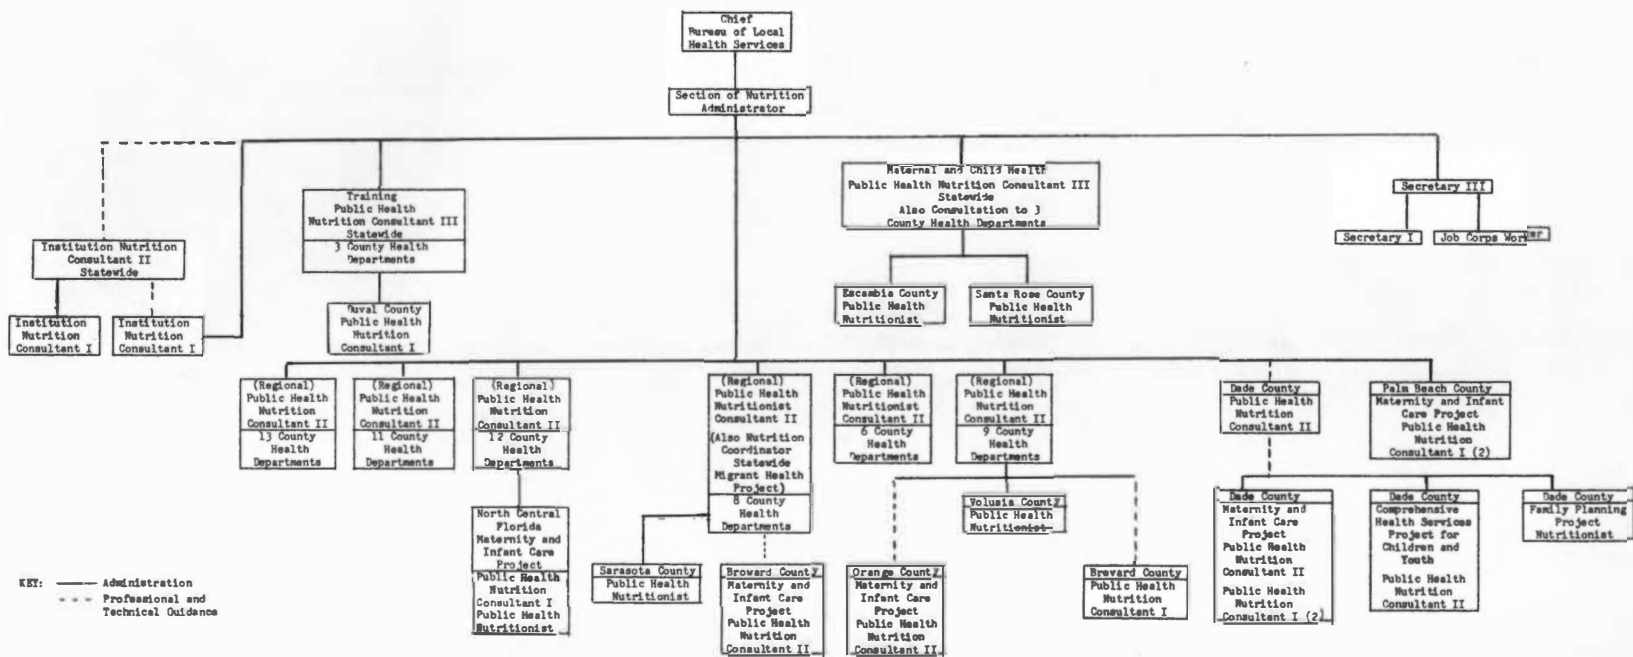 Chief
Bureau of Local
Health Services
Section of Nutrition
Administrator
Training
Public Health
Nutrition Consultant III
Statewide
3 County Health
Departments
Maternal and Child Health
Public Health Nutrition Consultant III
Statewide
Also Consultation to 3
County Health Departments
Secretary III
Secretary I
Job Corps Worker
Institution Nutrition
Consultant II
Statewide
Institution
Nutrition
Consultant I
Institution
Nutrition
Consultant I
Duval County
Public Health
Nutrition
Consultant I
Escambia County
Public Health
Nutritionist
Santa Rose County
Public Health
Nutritionist
(Regional)
Public Health
Nutrition
Consultant II
13 County
Health
Departments
(Regional)
Public Health
Nutrition
Consultant II
11 County
Health
Departments
(Regional)
Public Health
Nutrition
Consultant II
12 County
Health
Departments
(Regional)
Public Health
Nutritionist
Consultant II
(Also Nutrition
Coordinator
Statewide
Migrant Health
Project)
8 County
Health
Departments
(Regional)
Public Health
Nutritionist
Consultant II
6 County
Health
Departments
(Regional)
Public Health
Nutrition
Consultant II
9 County
Health
Departments
Dade County
Public Health
Nutrition
Consultant II
Palm Beach County
Maternity and Infant
Care Project
Public Health
Nutrition
Consultant I (2)
North Central
Florida
Maternity and
Infant Care
Project
Public Health
Nutrition
Consultant I
Public Health
Nutritionist
Sarasota County
Public Health
Nutritionist
Broward County
Maternity and
Infant Care
Project
Public Health
Nutrition
Consultant II
Orange County
Maternity and
Infant Care
Project
Public Health
Nutrition
Consultant II
Volusia County
Public Health
Nutritionist
Brevard County
Public Health
Nutrition
Consultant I
Dade County
Maternity and
Infant Care
Project
Public Health
Nutrition
Consultant II
Public Health
Nutrition
Consultant I (2)
Dade County
Comprehensive
Health Services
Project for
Children and
Youth
Public Health
Nutrition
Consultant II
Dade County
Family Planning
Project
Nutritionist
KEY: Administration
Professional and
Technical Guidance